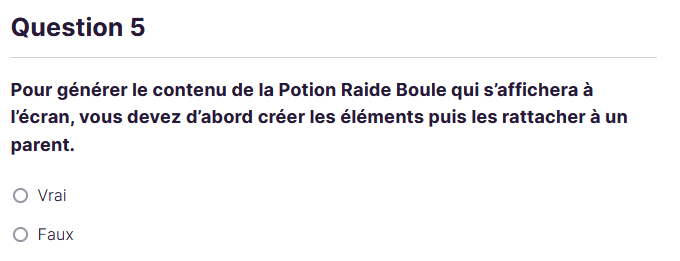 Question 5
Pour générer le contenu de la Potion Raide Boule qui s’affichera à
l’écran, vous devez d’abord créer les éléments puis les rattacher à un
parent.
Vrai
Faux